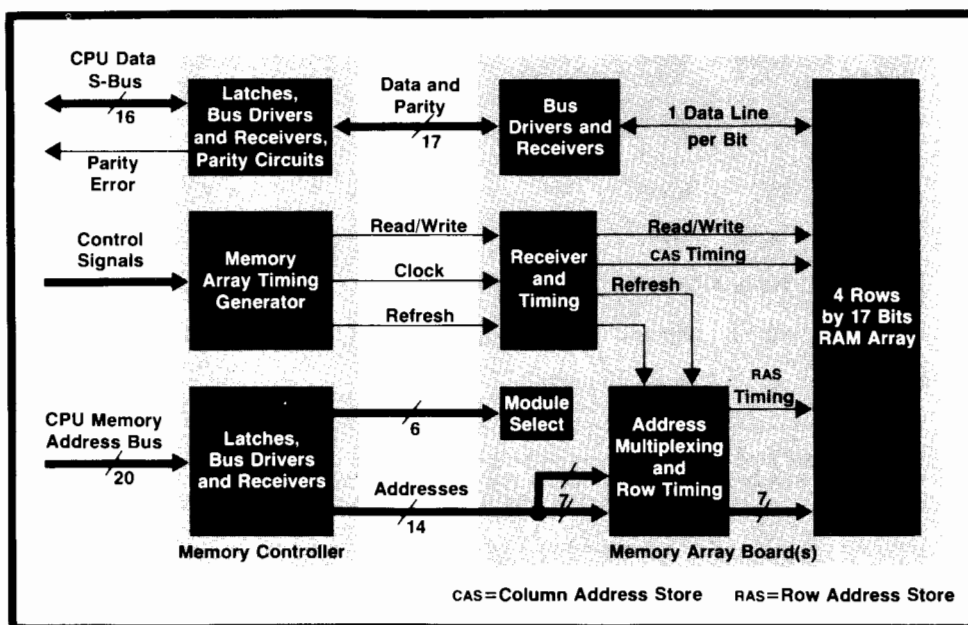 CPU Data
S-Bus
16
Parity
Error
Latches,
Bus Drivers
and Receivers,
Parity Circuits
Data and
Parity
17
Bus
Drivers and
Receivers
1 Data Line
per Bit
Control
Signals
Memory
Array Timing
Generator
Read/Write
Clock
Refresh
Receiver
and
Timing
Read/Write
CAS Timing
Refresh
4 Rows
by 17 Bits
RAM Array
CPU Memory
Address Bus
20
Latches,
Bus Drivers
and Receivers
6
Module
Select
Addresses
14
7
Address
Multiplexing
and
Row Timing
RAS
Timing
7
Memory Controller
Memory Array Board(s)
CAS=Column Address Store RAS=Row Address Store